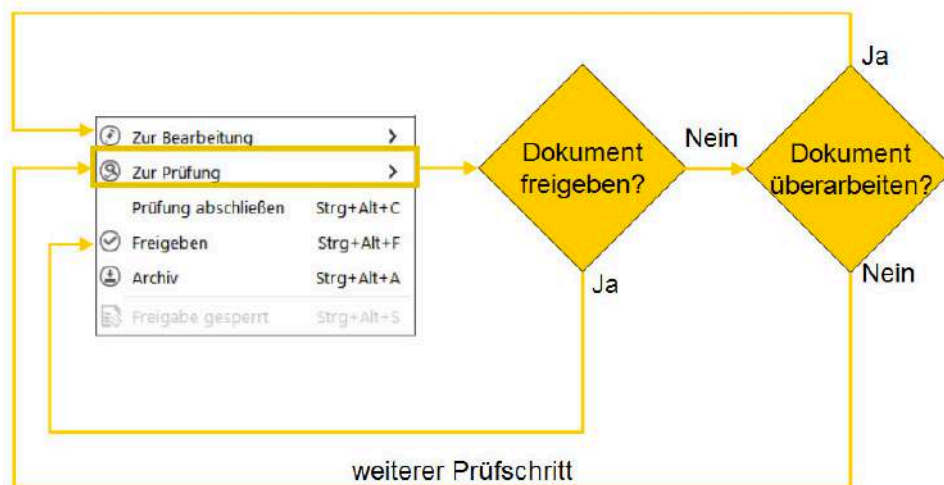 Ja
Zur Bearbeitung >
Zur Prüfung >
Prüfung abschließen Strg+Alt+C
Freigeben Strg+Alt+F
Archiv Strg+Alt+A
Freigabe gesperrt Strg+Alt+S
Dokument
freigeben?
Nein
Dokument
überarbeiten?
Ja
Nein
weiterer Prüfschritt